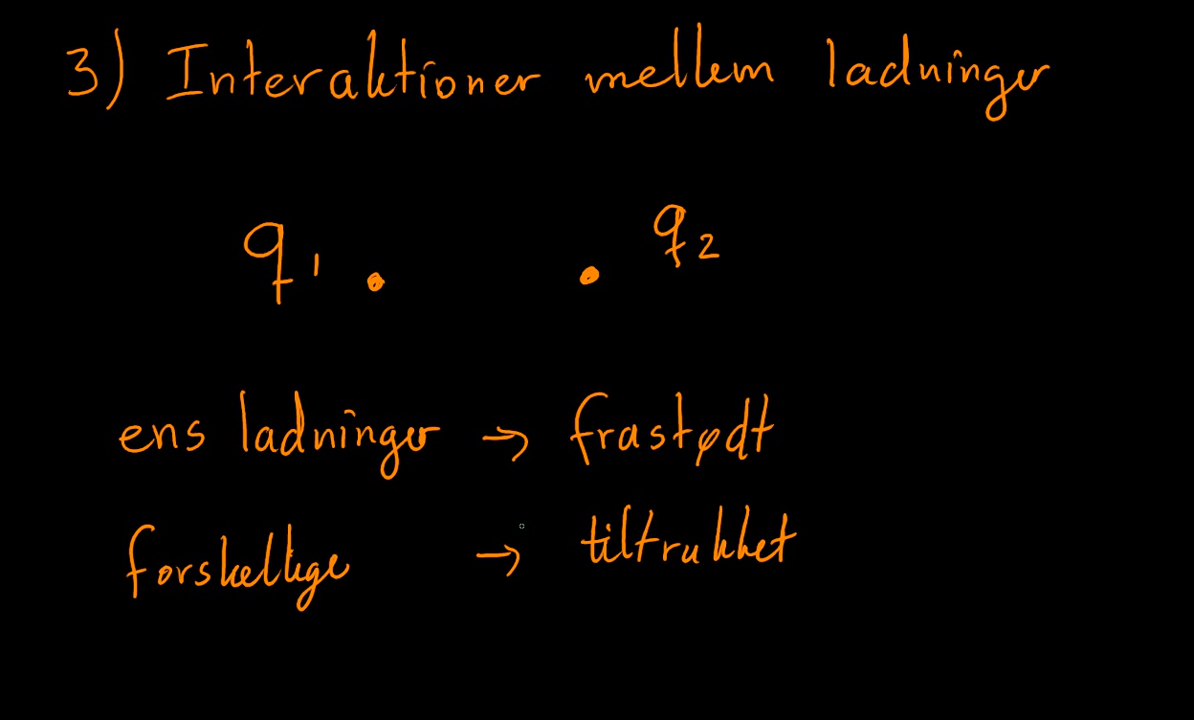 3) Interaktioner mellem ladninger
q1 . . q2
ens ladninger → frastødt
forskellige → tiltrukket